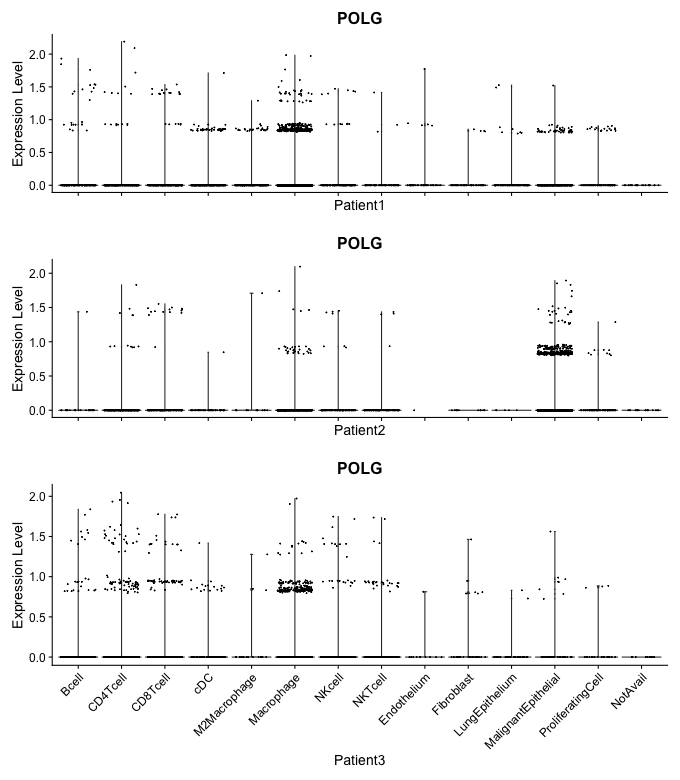 POLG
Expression Level
2.0
1.5
1.0
0.5
0.0
Patient1
POLG
Expression Level
2.0
1.5
1.0
0.5
0.0
Patient2
POLG
Expression Level
2.0
1.5
1.0
0.5
0.0
Bcell
CD4Tcell
CD8Tcell
cDC
M2Macrophage
Macrophage
NKcell
NKTcell
Endothelium
Fibroblast
LungEpithelium
MalignantEpithelial
ProliferatingCell
NotAvail
Patient3